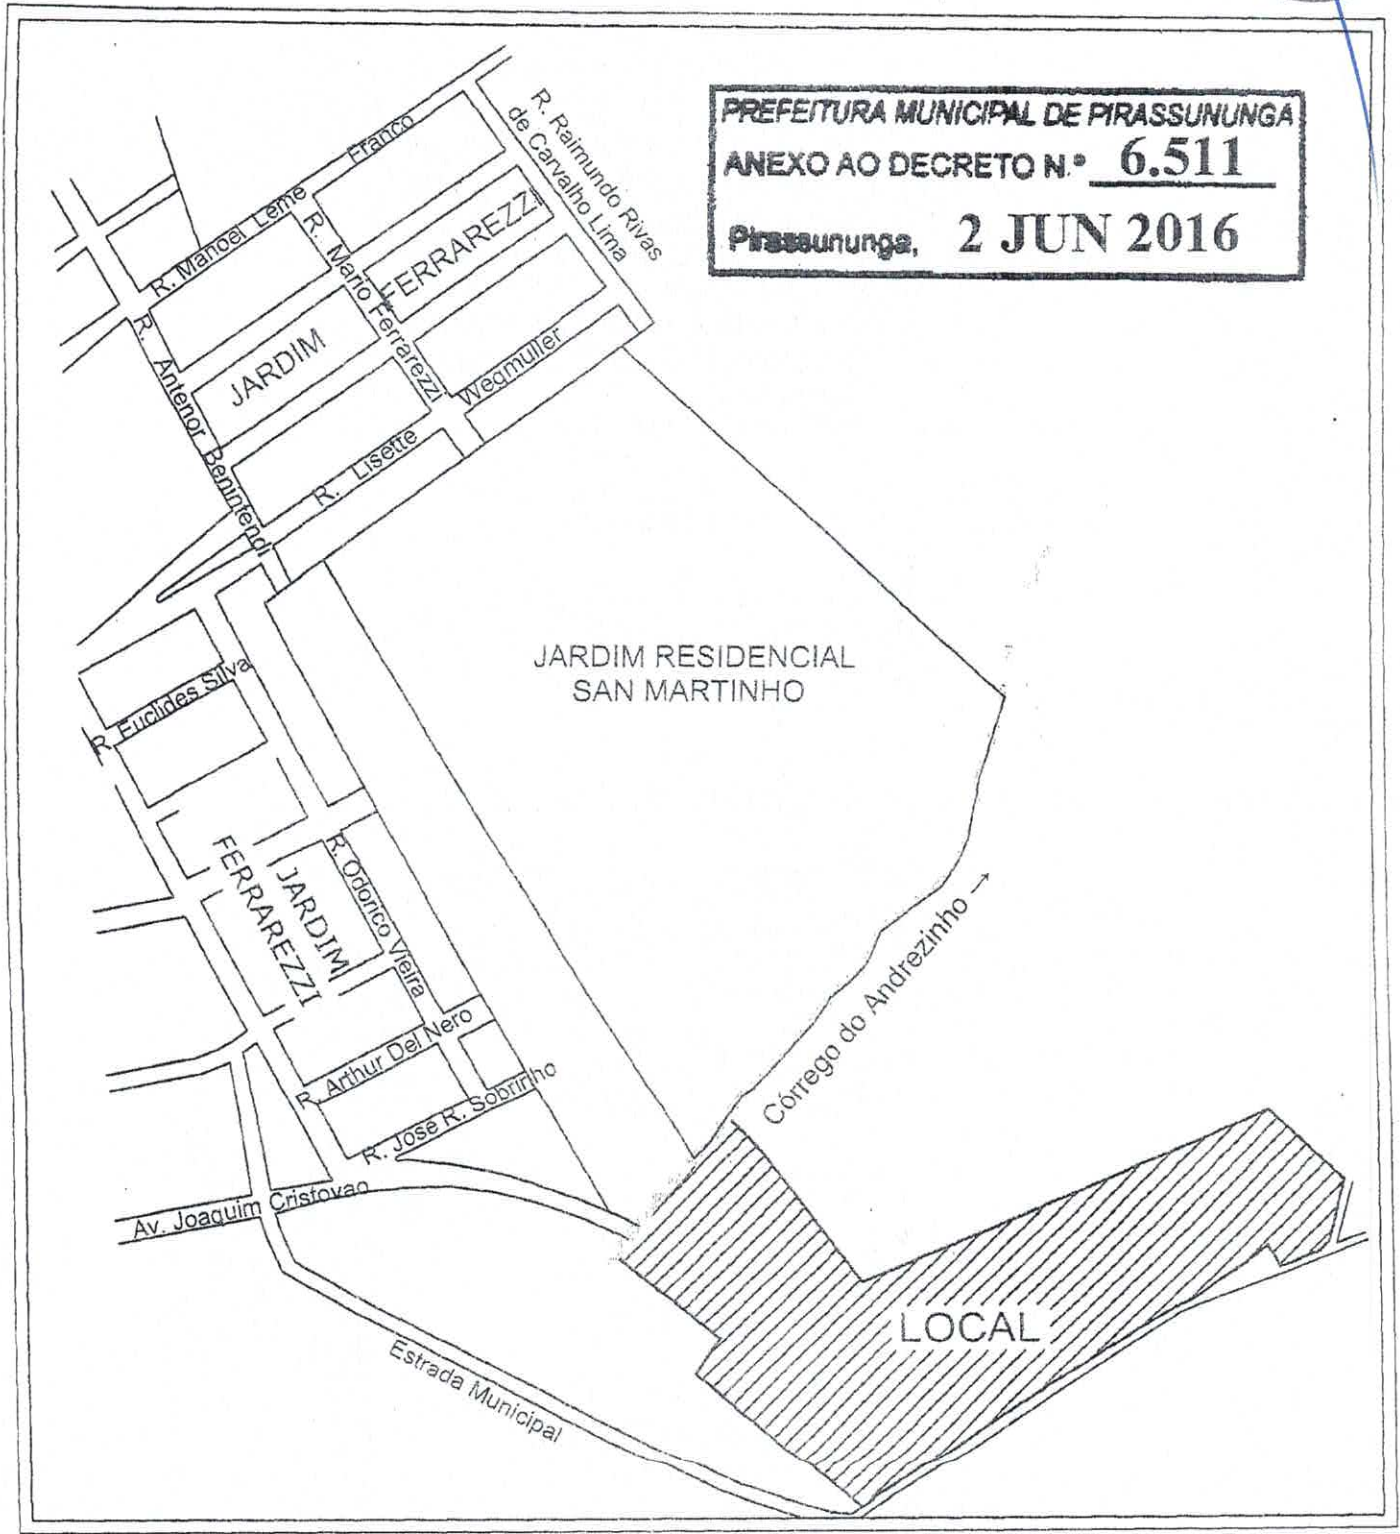 PREFEITURA MUNICIPAL DE PIRASSUNUNGA
ANEXO AO DECRETO N.º 6.511
Pirassununga, 2 JUN 2016
R. Raimundo Rivas
de Carvalho Lima
R. Manoel Leme Franco
R. Mario Ferrarezzi
JARDIM FERRAREZZI
R. Antenor Benintendi
R. Lisette Wegmuller
JARDIM RESIDENCIAL
SAN MARTINHO
R. Euclides Silva
JARDIM
FERRAREZZI
R. Odorico Vieira
R. Arthur Del Nero
R. Jose R. Sobrinho
Av. Joaquim Cristovao
Córrego do Andrezinho →
LOCAL
Estrada Municipal